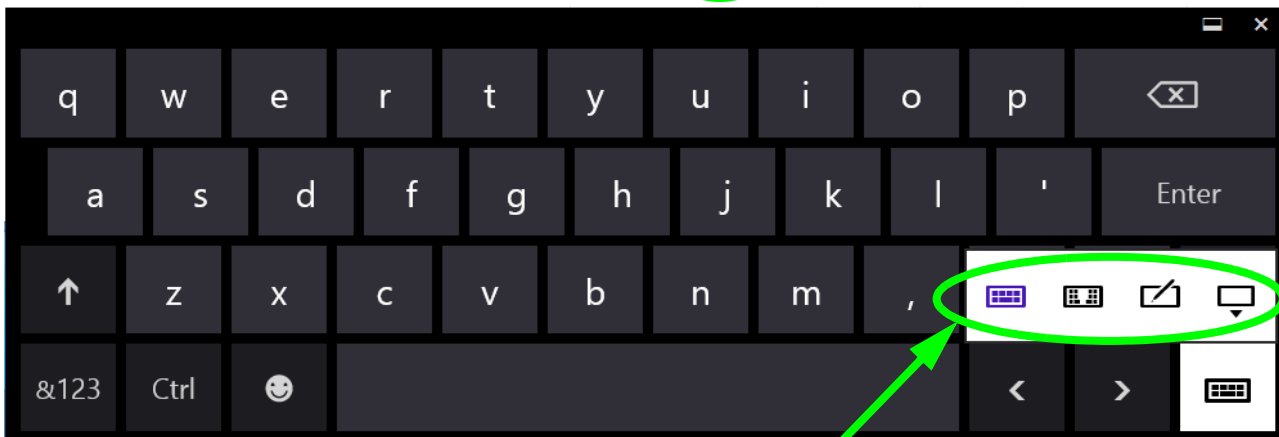 q w e r t y u i o p
a s d f g h j k l ' Enter
z x c v b n m ,
&123 Ctrl < >